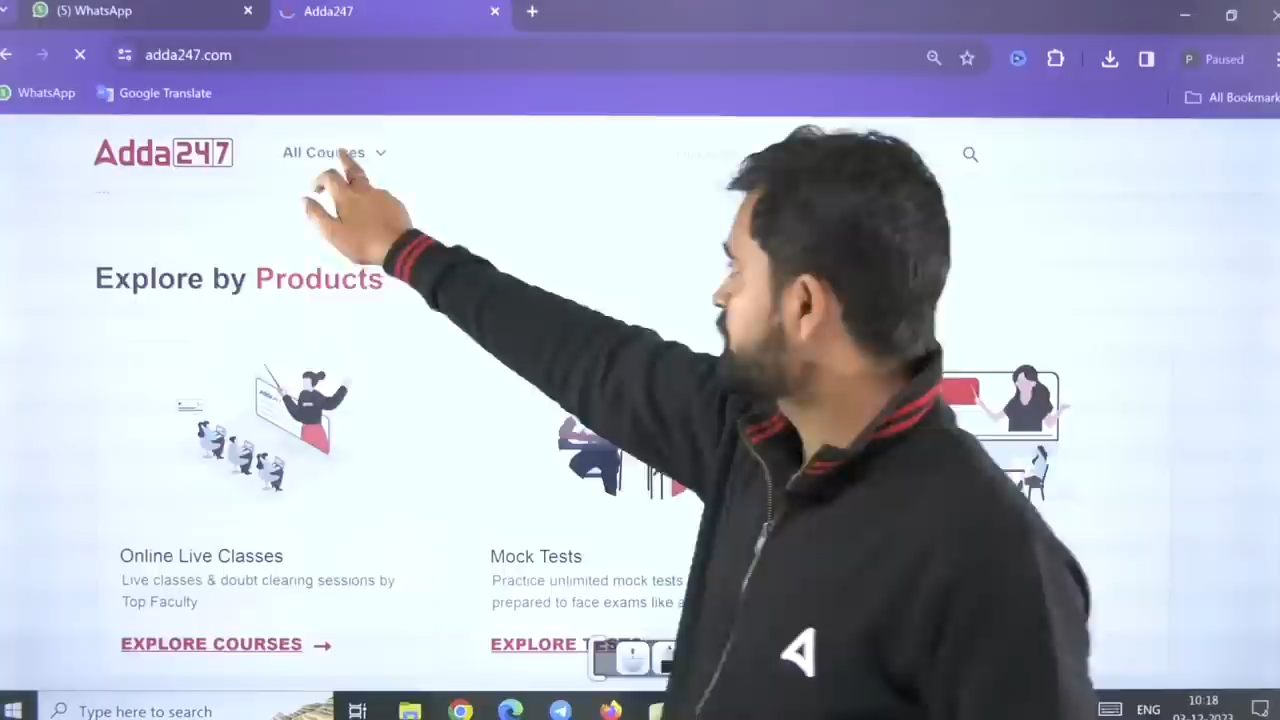 (5) WhatsApp
Adda247
adda247.com
P Paused
WhatsApp
Google Translate
All Bookmark
Adda247
All Courses
Explore by Products
Online Live Classes
Live classes & doubt clearing sessions by
Top Faculty
EXPLORE COURSES →
Mock Tests
Practice unlimited mock tests
prepared to face exams like
EXPLORE
Type here to search
ENG
10:18